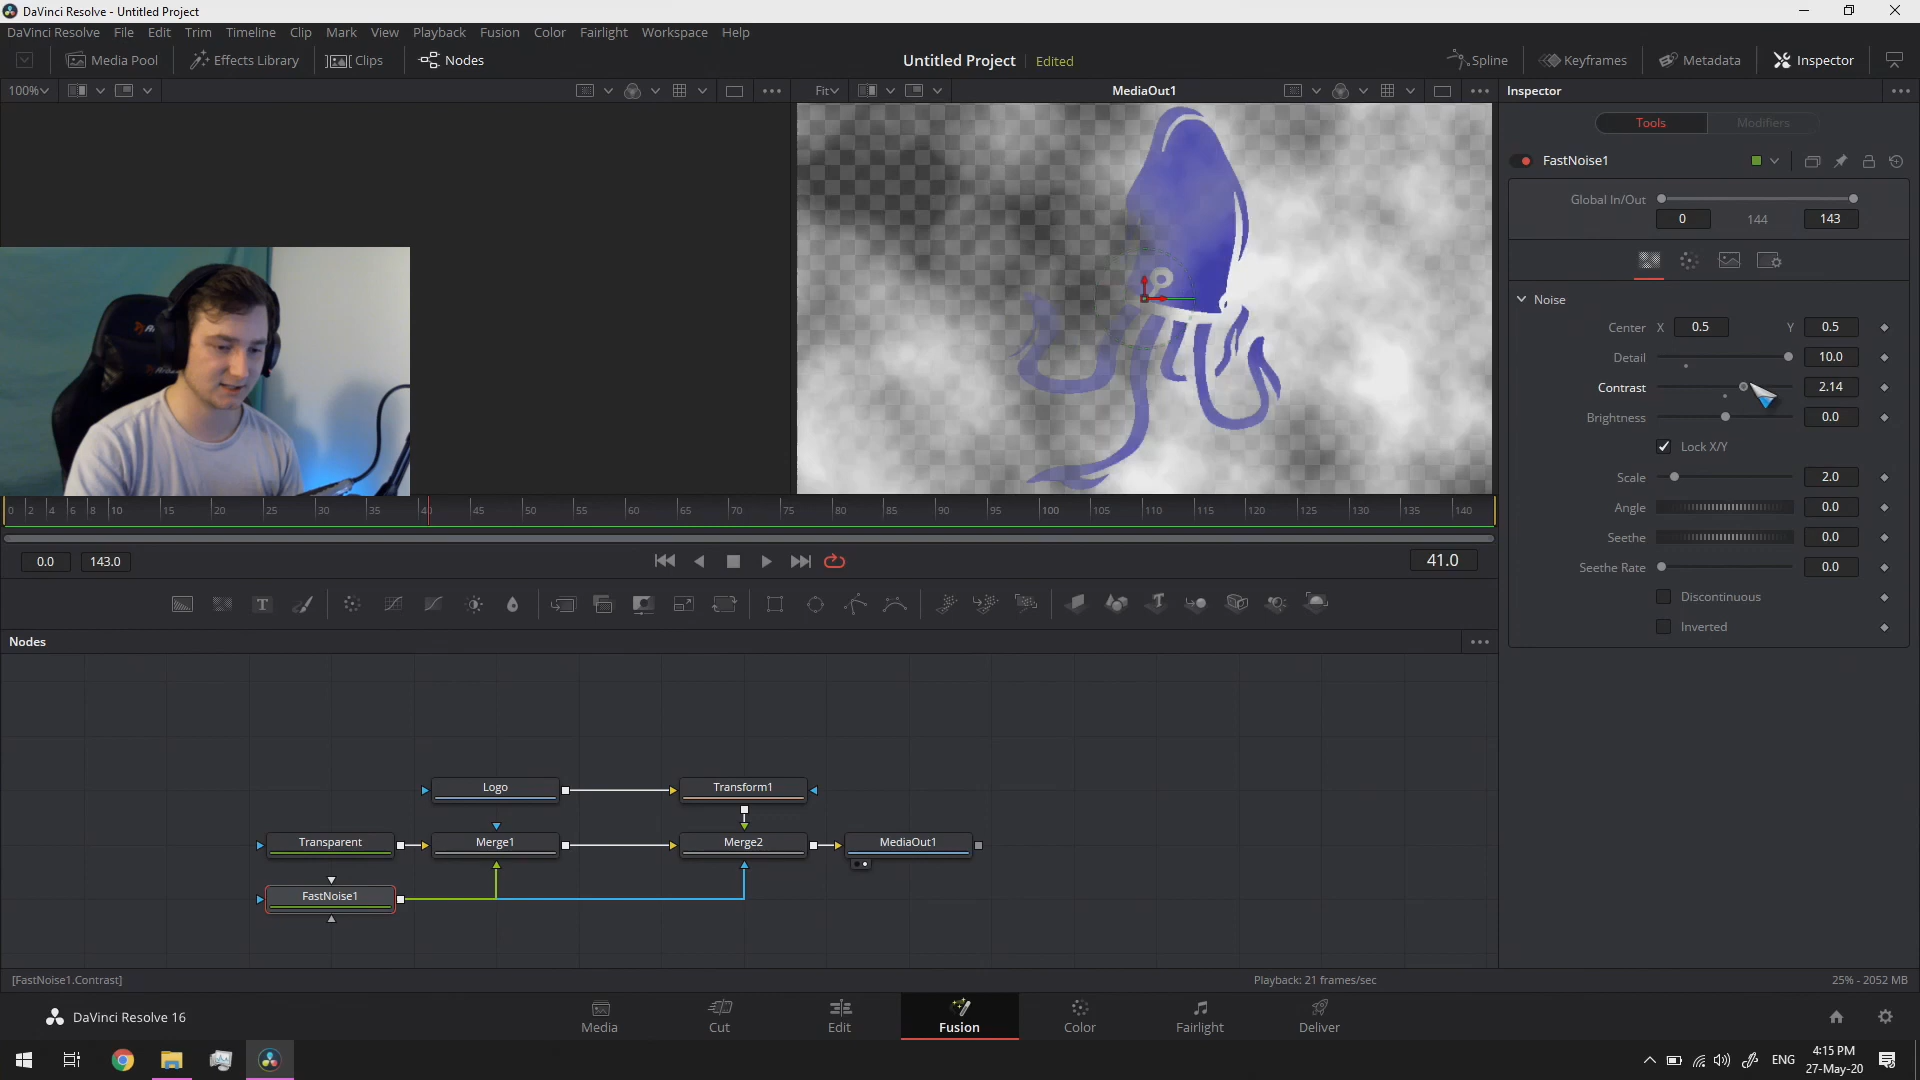 DaVinci Resolve - Untitled Project
DaVinci Resolve File Edit Trim Timeline Clip Mark View Playback Fusion Color Fairlight Workspace Help
Media Pool Effects Library Clips Nodes Untitled Project Edited Spline Keyframes Metadata Inspector
100% Fit MediaOut1 Inspector
Tools Modifiers
FastNoise1
Global In/Out
0 144 143
Noise
Center X 0.5 Y 0.5
Detail 10.0
Contrast 2.14
Brightness 0.0
Lock X/Y
Scale 2.0
Angle 0.0
Seethe 0.0
Seethe Rate 0.0
Discontinuous
Inverted
0 2 4 6 8 10 15 20 25 30 35 45 50 55 60 65 70 75 80 85 90 95 100 105 110 115 120 125 130 135 140
0.0 143.0 41.0
Nodes
Logo Transform1
Transparent Merge1 Merge2 MediaOut1
FastNoise1
[FastNoise1.Contrast] Playback: 21 frames/sec 25% - 2052 MB
DaVinci Resolve 16 Media Cut Edit Fusion Color Fairlight Deliver
ENG 4:15 PM
27-May-20